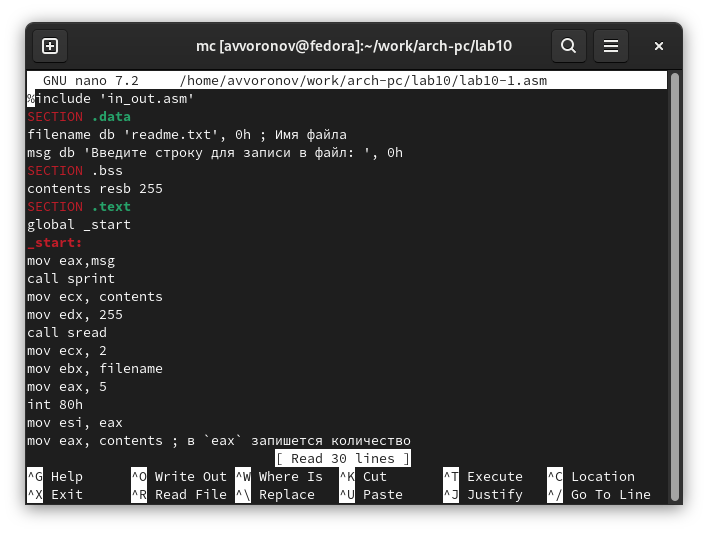 mc [avvoronov@fedora]:~/work/arch-pc/lab10
GNU nano 7.2 /home/avvoronov/work/arch-pc/lab10/lab10-1.asm
%include 'in_out.asm'
SECTION .data
filename db 'readme.txt', 0h ; Имя файла
msg db 'Введите строку для записи в файл: ', 0h
SECTION .bss
contents resb 255
SECTION .text
global _start
_start:
mov eax,msg
call sprint
mov ecx, contents
mov edx, 255
call sread
mov ecx, 2
mov ebx, filename
mov eax, 5
int 80h
mov esi, eax
mov eax, contents ; в `eax` запишется количество
[ Read 30 lines ]
^G Help ^O Write Out ^W Where Is ^K Cut ^T Execute ^C Location
^X Exit ^R Read File ^\ Replace ^U Paste ^J Justify ^/ Go To Line